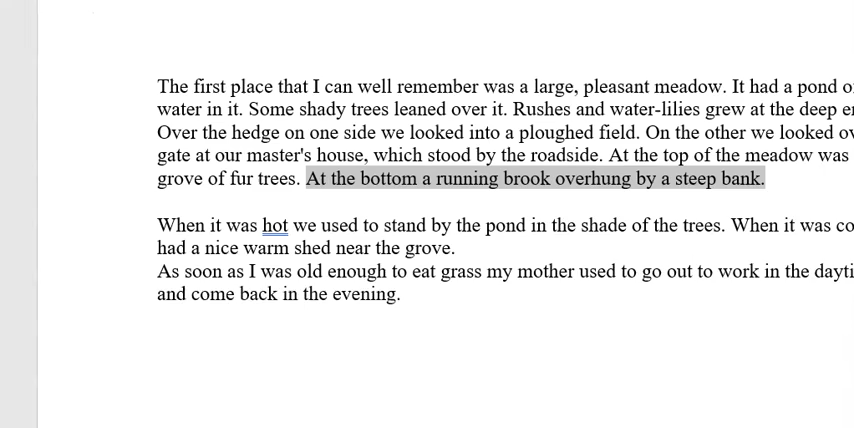 The first place that I can well remember was a large, pleasant meadow. It had a pond
water in it. Some shady trees leaned over it. Rushes and water-lilies grew at the deep
Over the hedge on one side we looked into a ploughed field. On the other we looked
gate at our master's house, which stood by the roadside. At the top of the meadow was
grove of fur trees. At the bottom a running brook overhung by a steep bank.
When it was hot we used to stand by the pond in the shade of the trees. When it was
had a nice warm shed near the grove.
As soon as I was old enough to eat grass my mother used to go out to work in the
and come back in the evening.